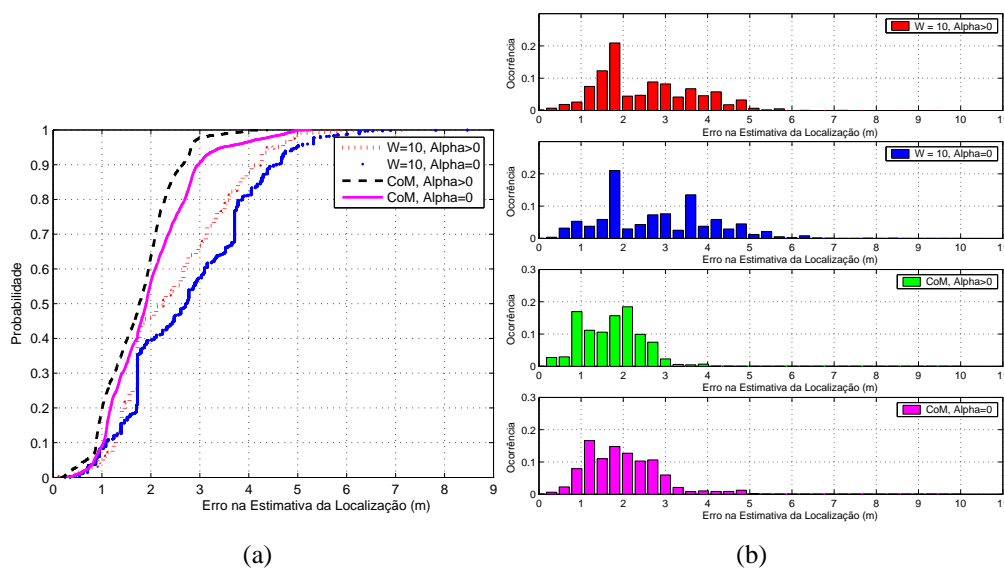 1
0.9
0.8
0.7
0.6
0.5
0.4
0.3
0.2
0.1
0
Probabilidade
0 1 2 3 4 5 6 7 8 9
Erro na Estimativa da Localização (m)
W=10, Alpha>0
W=10, Alpha=0
CoM, Alpha>0
CoM, Alpha=0
(a)
W = 10, Alpha>0
0.2
0.1
0
Ocorrência
0 1 2 3 4 5 6 7 8 9 10 1
Erro na Estimativa da Localização (m)
W = 10, Alpha=0
0.2
0.1
0
Ocorrência
0 1 2 3 4 5 6 7 8 9 10 1
Erro na Estimativa da Localização (m)
CoM, Alpha>0
0.3
0.2
0.1
0
Ocorrência
0 1 2 3 4 5 6 7 8 9 10 1
Erro na Estimativa da Localização (m)
CoM, Alpha=0
0.3
0.2
0.1
0
Ocorrência
0 1 2 3 4 5 6 7 8 9 10 1
Erro na Estimativa da Localização (m)
(b)